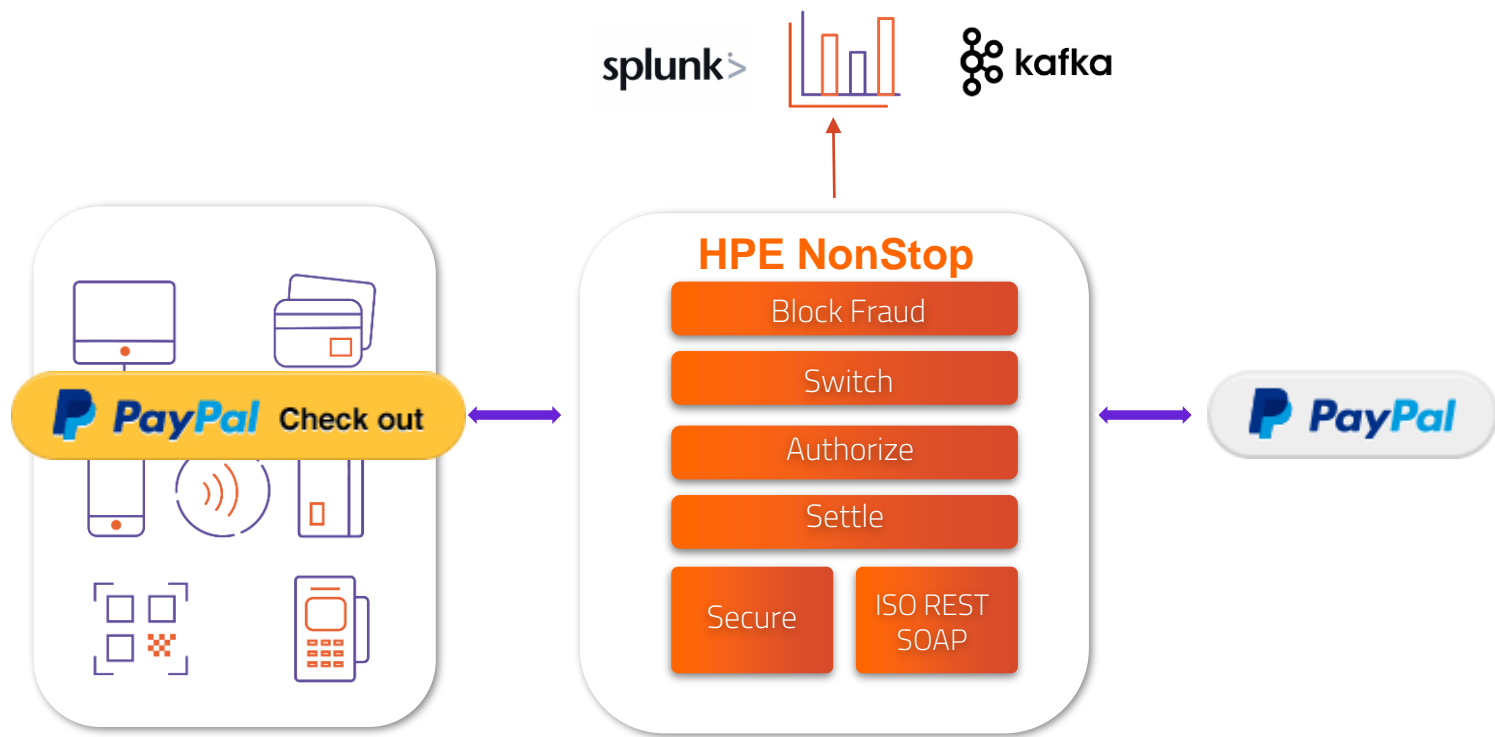 splunk>
kafka
HPE NonStop
Block Fraud
Switch
Authorize
Settle
Secure
ISO REST
SOAP
PayPal Check out
PayPal